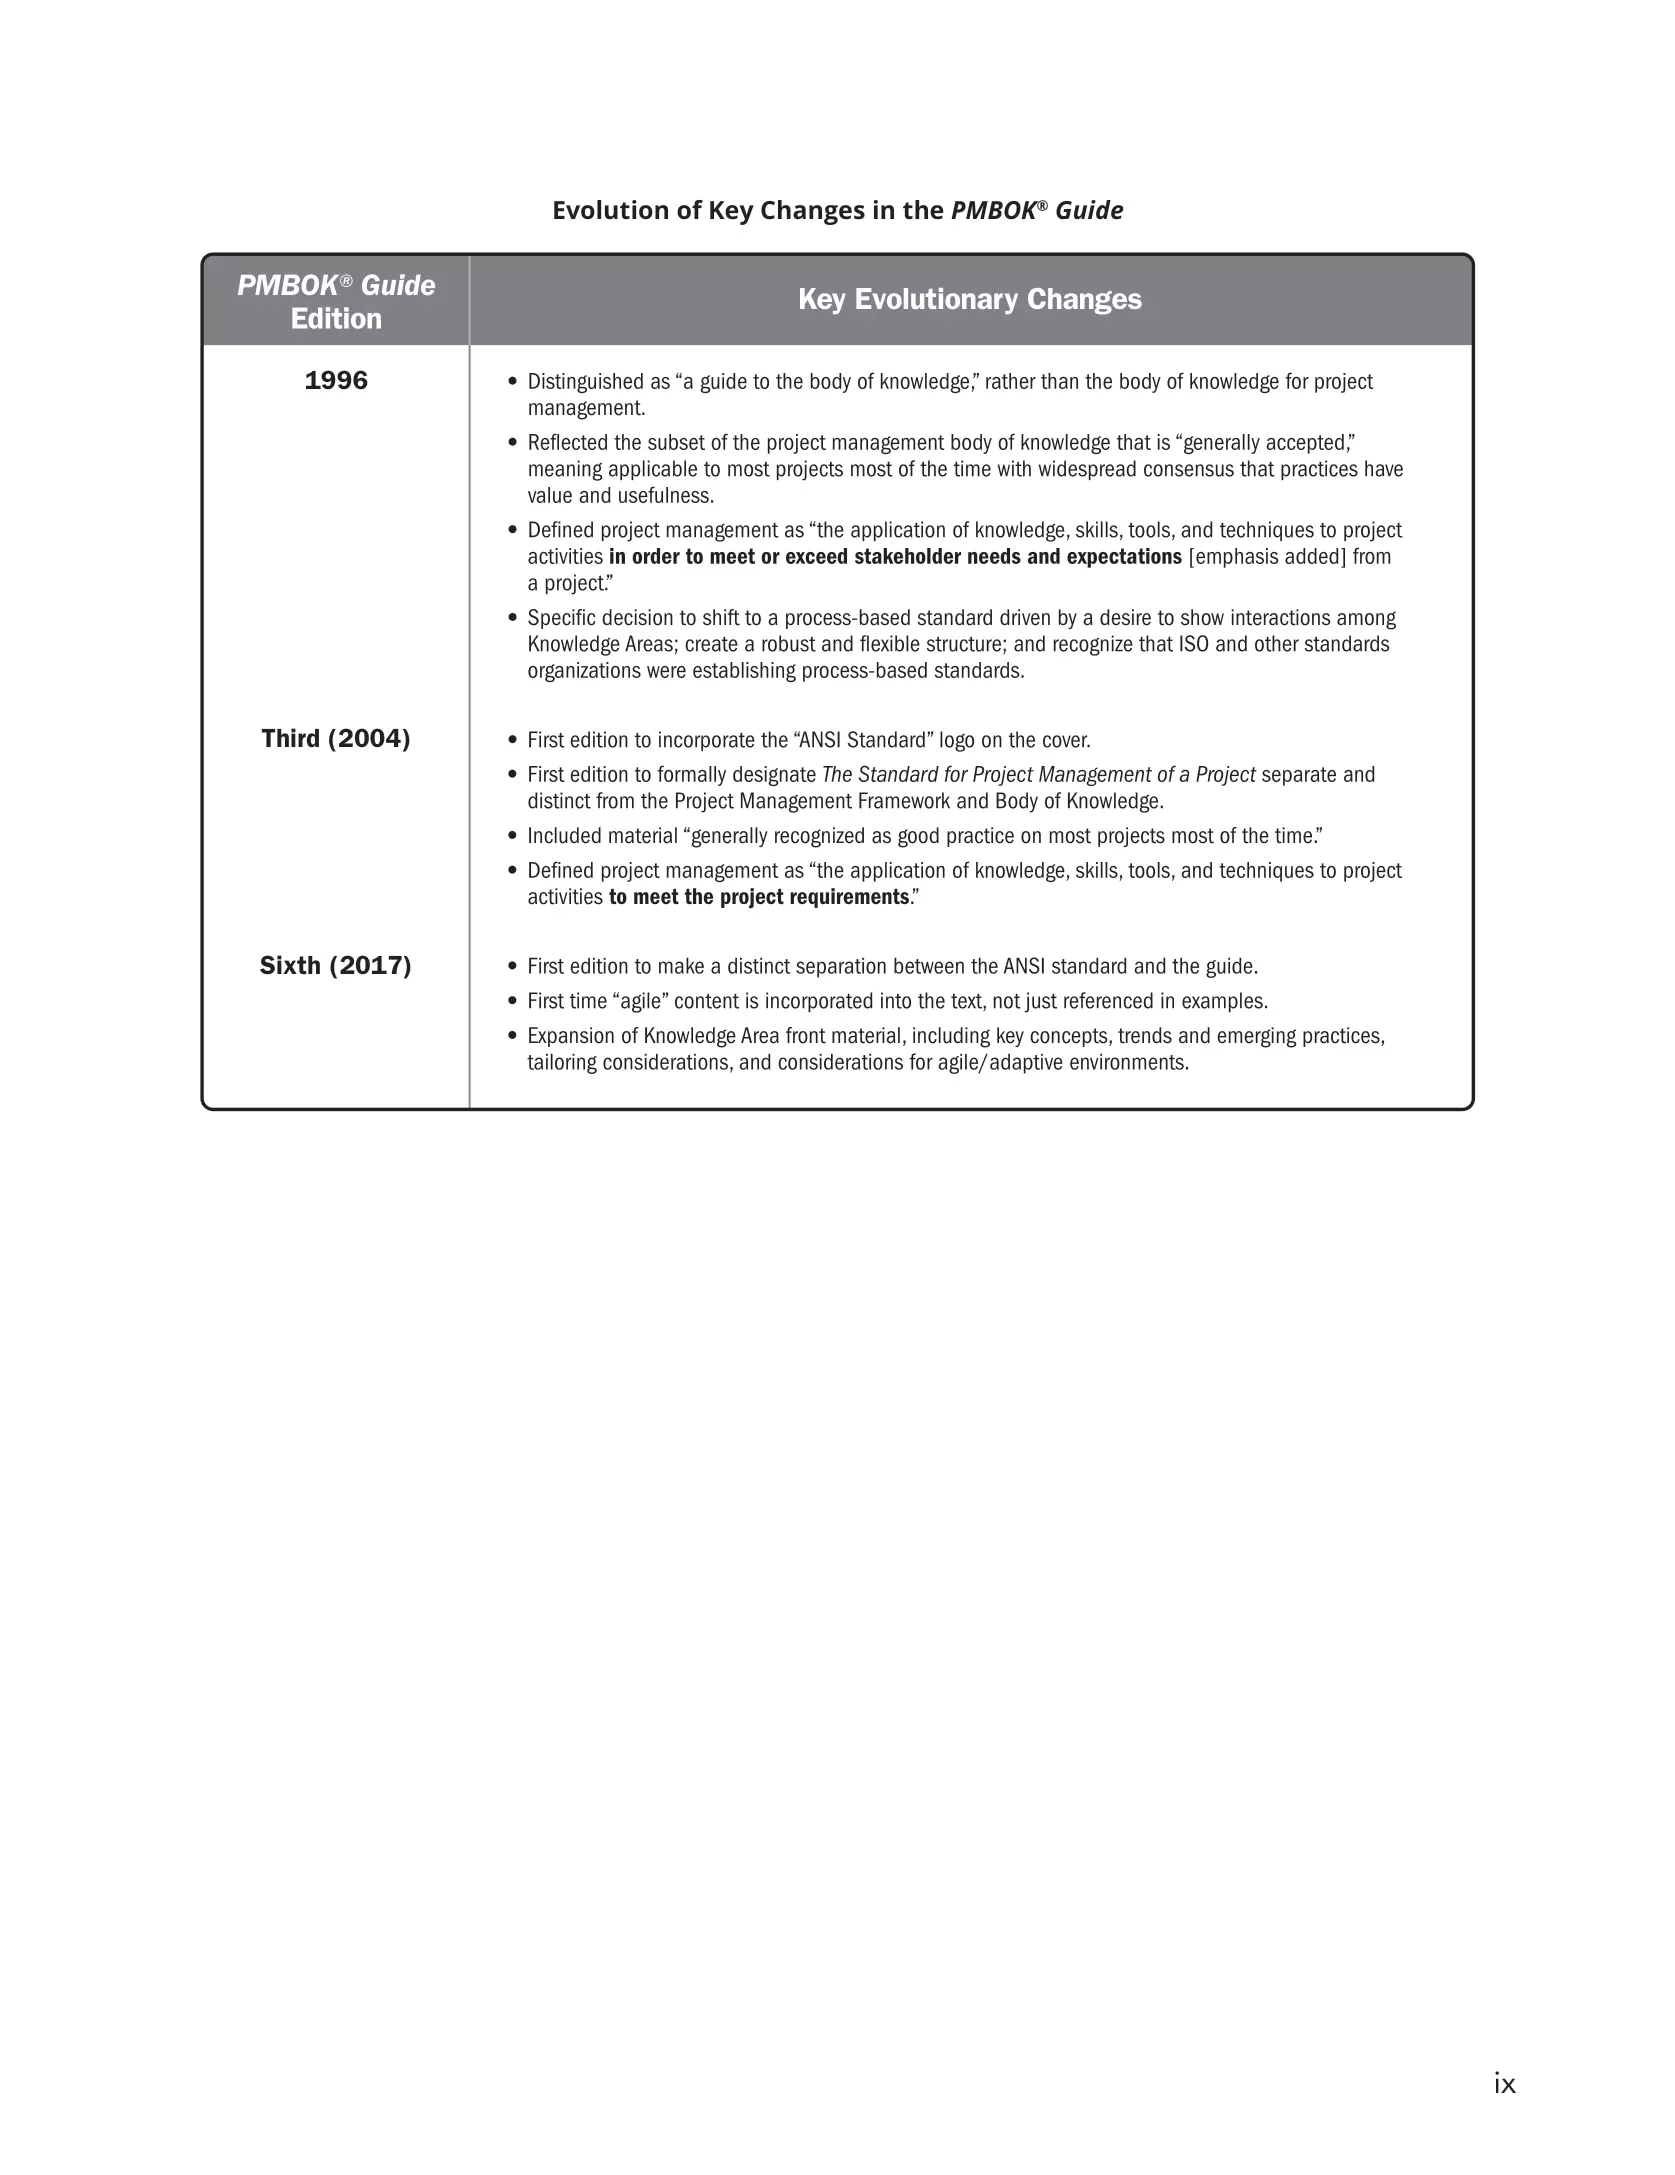 Evolution of Key Changes in the PMBOK® Guide
PMBOK® Guide
Edition
Key Evolutionary Changes
1996
• Distinguished as “a guide to the body of knowledge,” rather than the body of knowledge for project
management.
• Reflected the subset of the project management body of knowledge that is “generally accepted,”
meaning applicable to most projects most of the time with widespread consensus that practices have
value and usefulness.
• Defined project management as “the application of knowledge, skills, tools, and techniques to project
activities in order to meet or exceed stakeholder needs and expectations [emphasis added] from
a project.”
• Specific decision to shift to a process-based standard driven by a desire to show interactions among
Knowledge Areas; create a robust and flexible structure; and recognize that ISO and other standards
organizations were establishing process-based standards.
Third (2004)
• First edition to incorporate the “ANSI Standard” logo on the cover.
• First edition to formally designate The Standard for Project Management of a Project separate and
distinct from the Project Management Framework and Body of Knowledge.
• Included material “generally recognized as good practice on most projects most of the time.”
• Defined project management as “the application of knowledge, skills, tools, and techniques to project
activities to meet the project requirements.”
Sixth (2017)
• First edition to make a distinct separation between the ANSI standard and the guide.
• First time “agile” content is incorporated into the text, not just referenced in examples.
• Expansion of Knowledge Area front material, including key concepts, trends and emerging practices,
tailoring considerations, and considerations for agile/adaptive environments.
ix